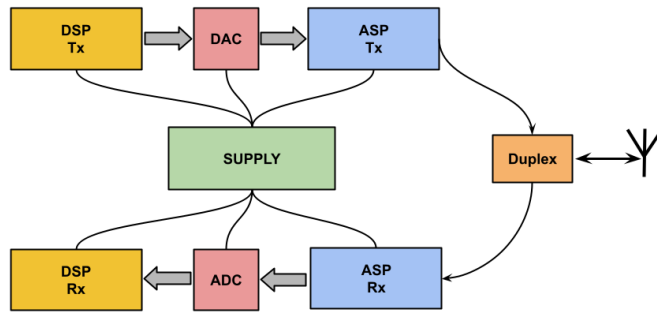 DSP
Tx
DAC
ASP
Tx
SUPPLY
Duplex
DSP
Rx
ADC
ASP
Rx